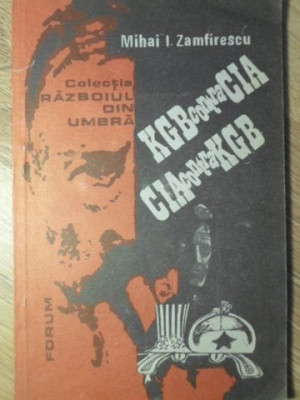 Mihai I. Zamfirescu
Colecția
RĂZBOIUL
DIN
UMBRĂ
KGB contra CIA
CIA contra KGB
FORUM